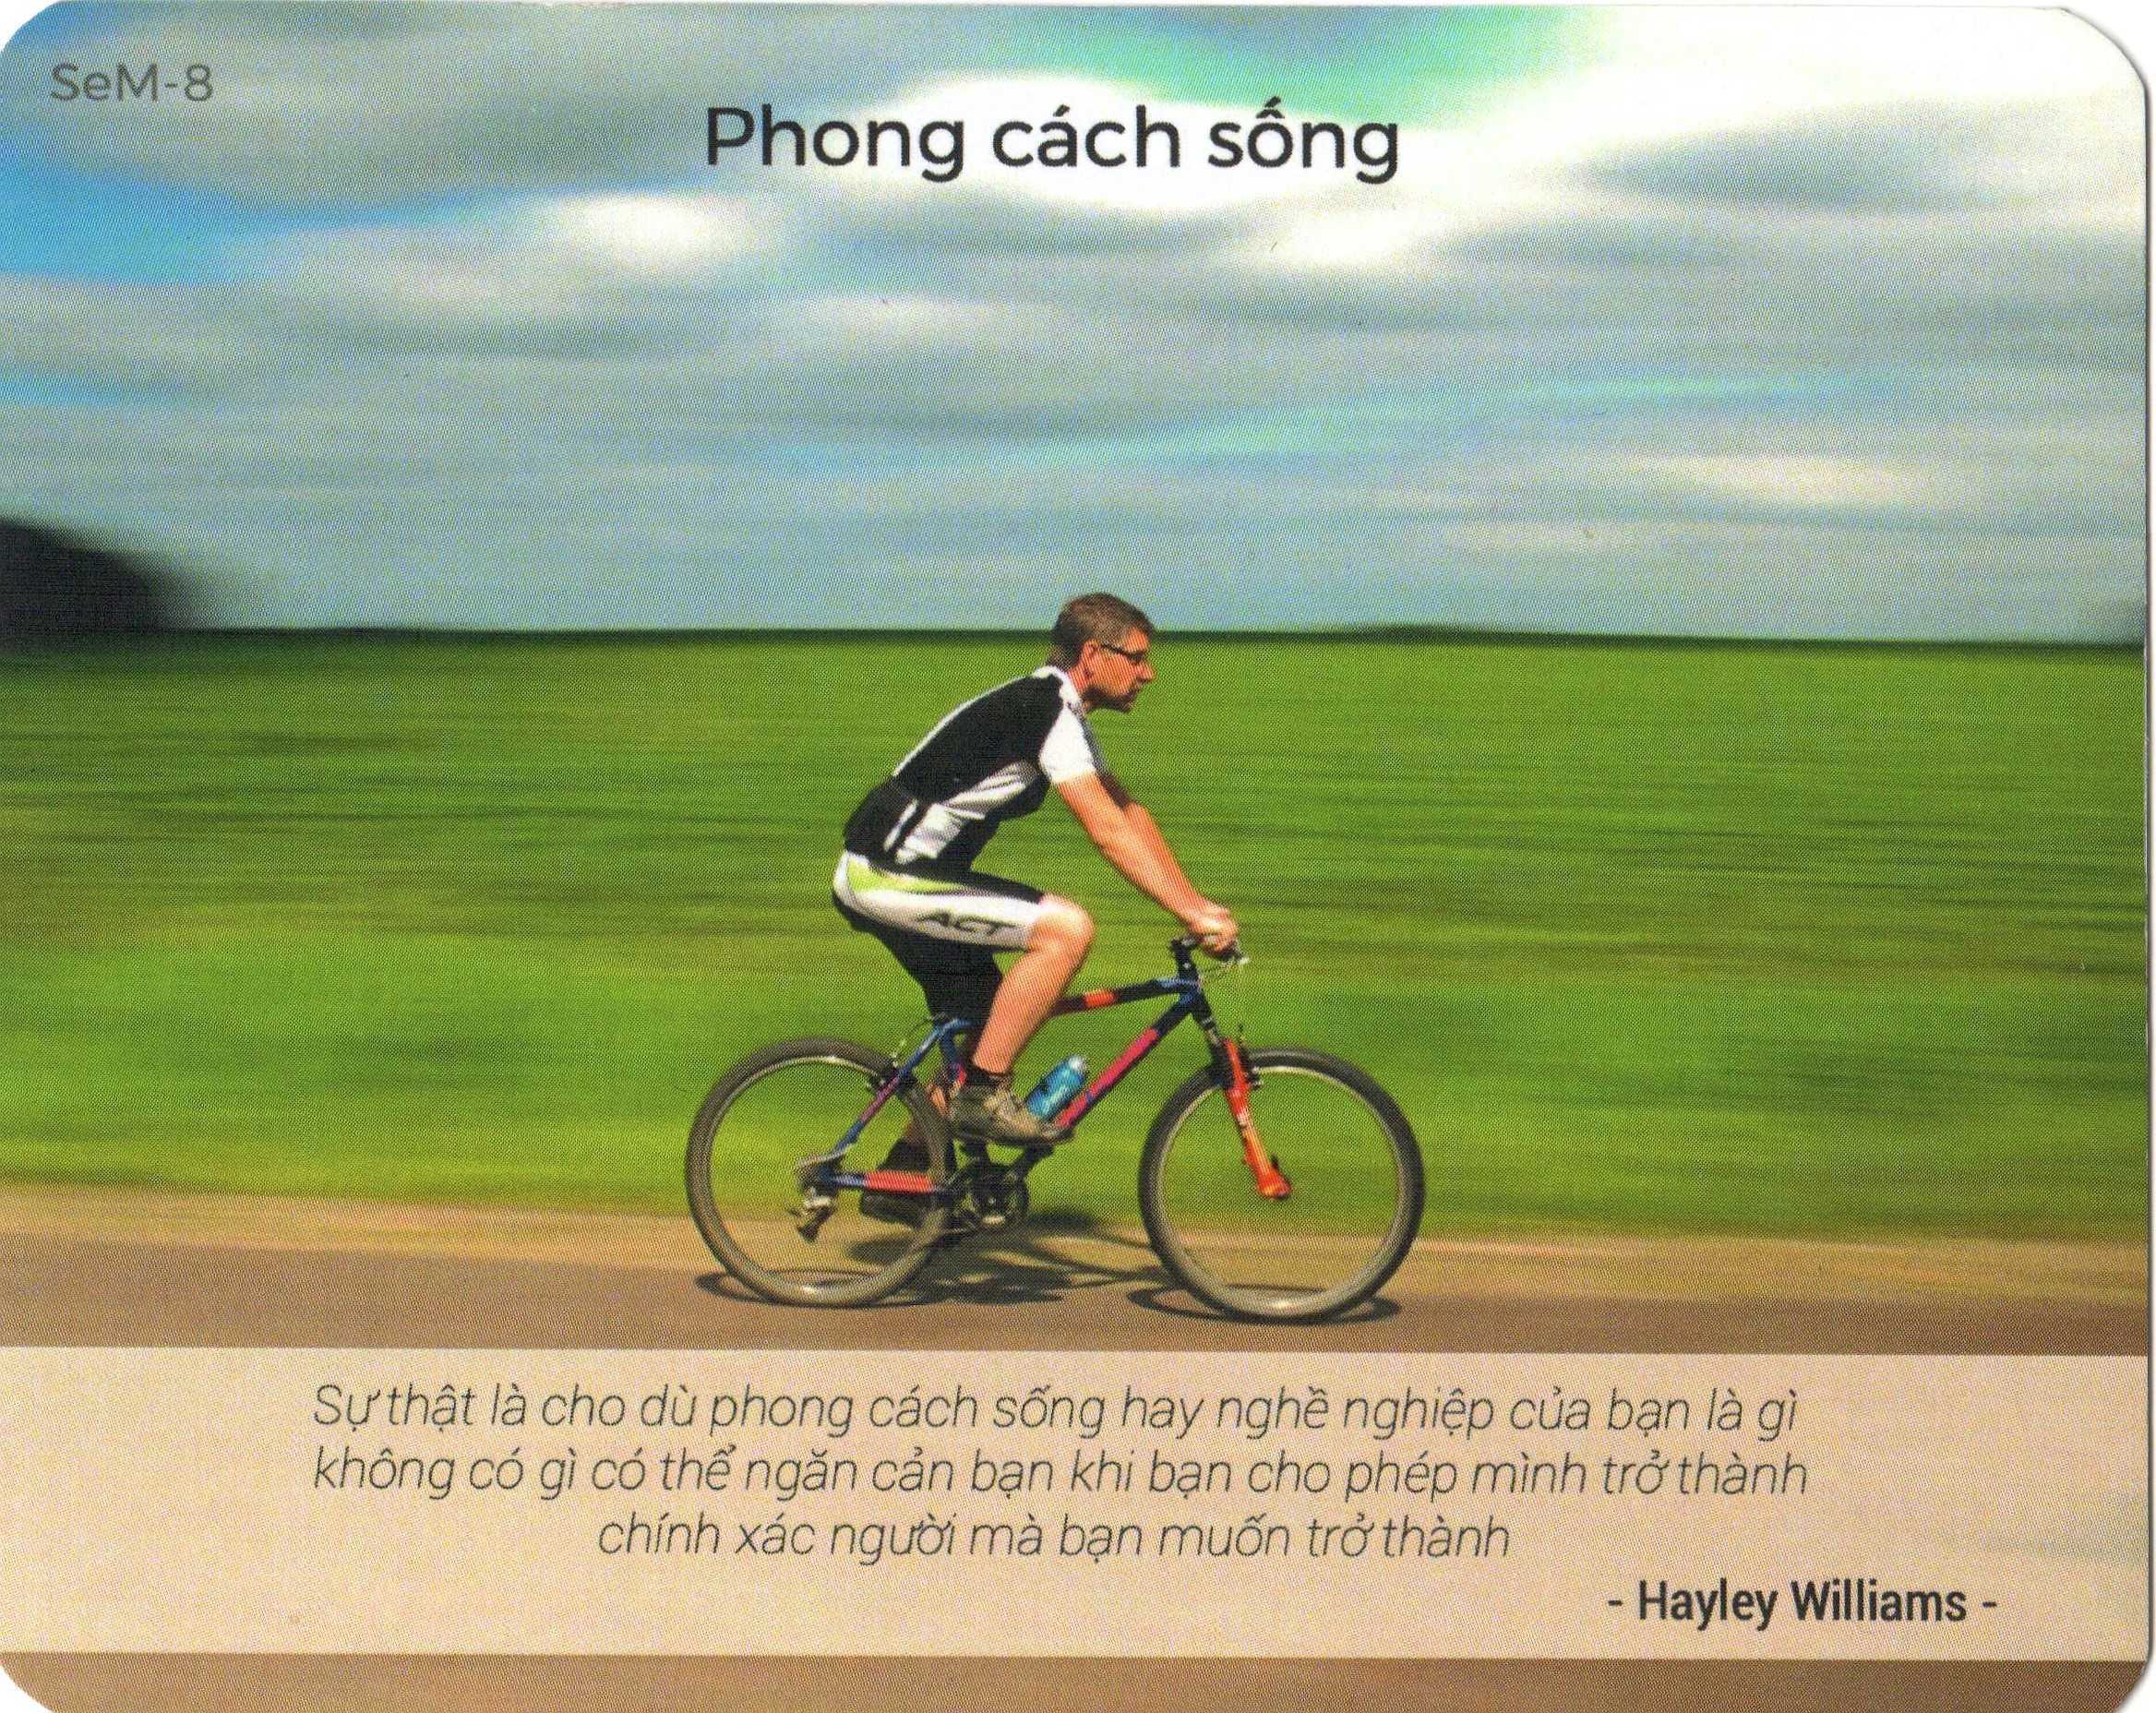 SeM-8
Phong cách sống
ACT
Sự thật là cho dù phong cách sống hay nghề nghiệp của bạn là gì
không có gì có thể ngăn cản bạn khi bạn cho phép mình trở thành
chính xác người mà bạn muốn trở thành
- Hayley Williams -